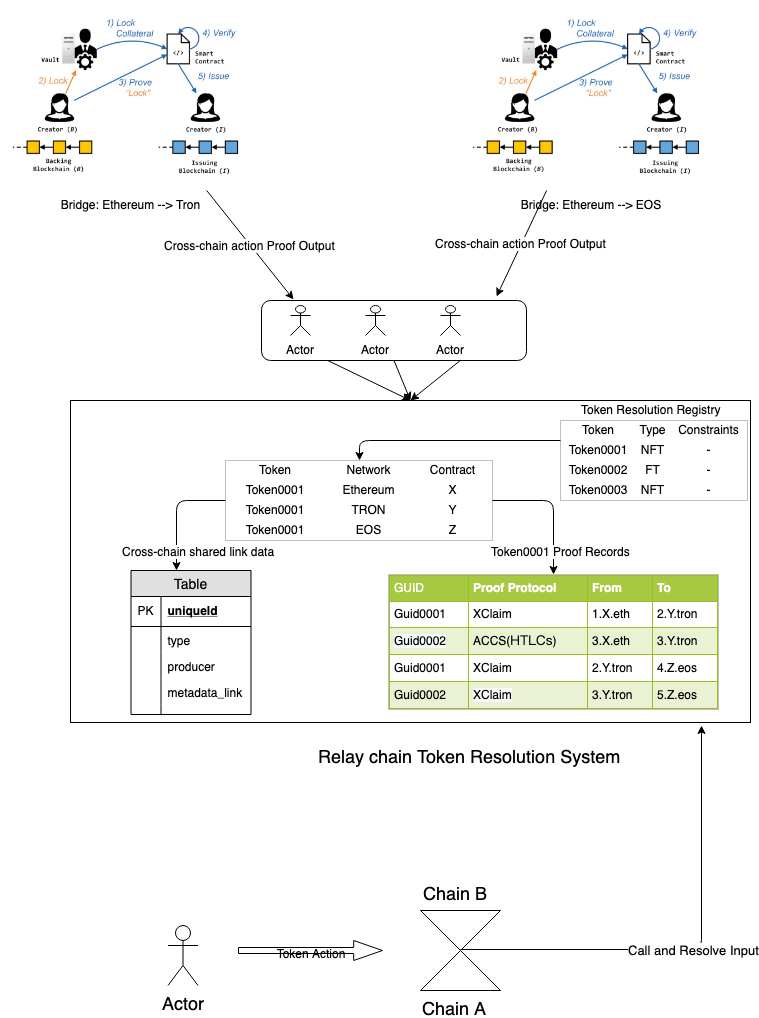 1) Lock
Collateral
4) Verify
Vault
Smart
Contract
2) Lock
3) Prove
"Lock"
5) Issue
Creator (B)
Creator (I)
Backing
Blockchain (B)
Issuing
Blockchain (I)
Bridge: Ethereum --> Tron
1) Lock
Collateral
4) Verify
Vault
Smart
Contract
2) Lock
3) Prove
"Lock"
5) Issue
Creator (B)
Creator (I)
Backing
Blockchain (B)
Issuing
Blockchain (I)
Bridge: Ethereum --> EOS
Cross-chain action Proof Output
Cross-chain action Proof Output
Actor Actor Actor
Token Resolution Registry
Token Type Constraints
Token0001 NFT -
Token0002 FT -
Token0003 NFT -
Token Network Contract
Token0001 Ethereum X
Token0001 TRON Y
Token0001 EOS Z
Cross-chain shared link data
Table
PK uniqueId
type
producer
metadata_link
Token0001 Proof Records
GUID Proof Protocol From To
Guid0001 XClaim 1.X.eth 2.Y.tron
Guid0002 ACCS(HTLCs) 3.X.eth 3.Y.tron
Guid0001 XClaim 2.Y.tron 4.Z.eos
Guid0002 XClaim 3.Y.tron 5.Z.eos
Relay chain Token Resolution System
Chain B
Token Action
Call and Resolve Input
Actor
Chain A